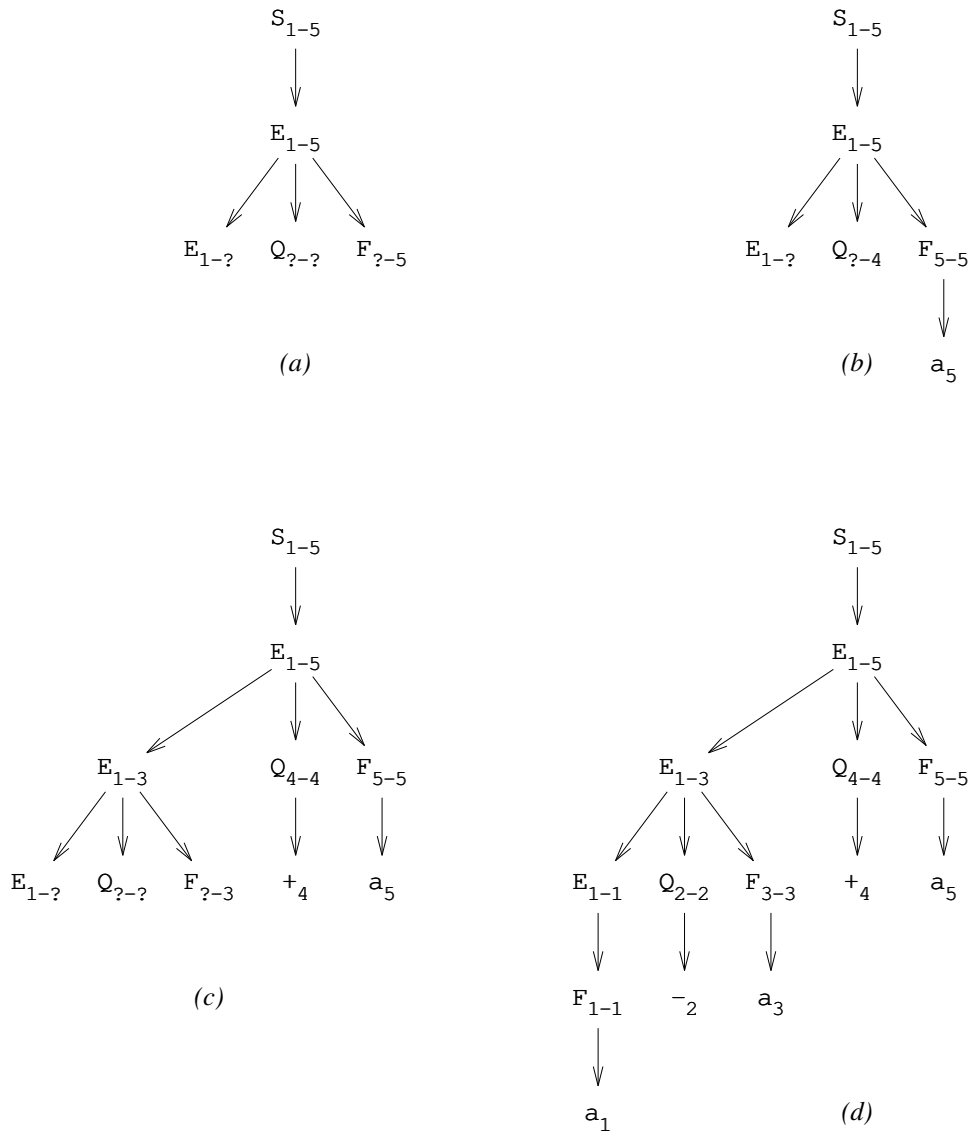 S1-5 S1-5
E1-5 E1-5
E1-? Q?-? F?-5 E1-? Q?-4 F5-5
(a) (b) a5
S1-5 S1-5
E1-5 E1-5
E1-3 Q4-4 F5-5 E1-3 Q4-4 F5-5
E1-? Q?-? F?-3 +4 a5 E1-1 Q2-2 F3-3 +4 a5
(c) F1-1 −2 a3
a1 (d)